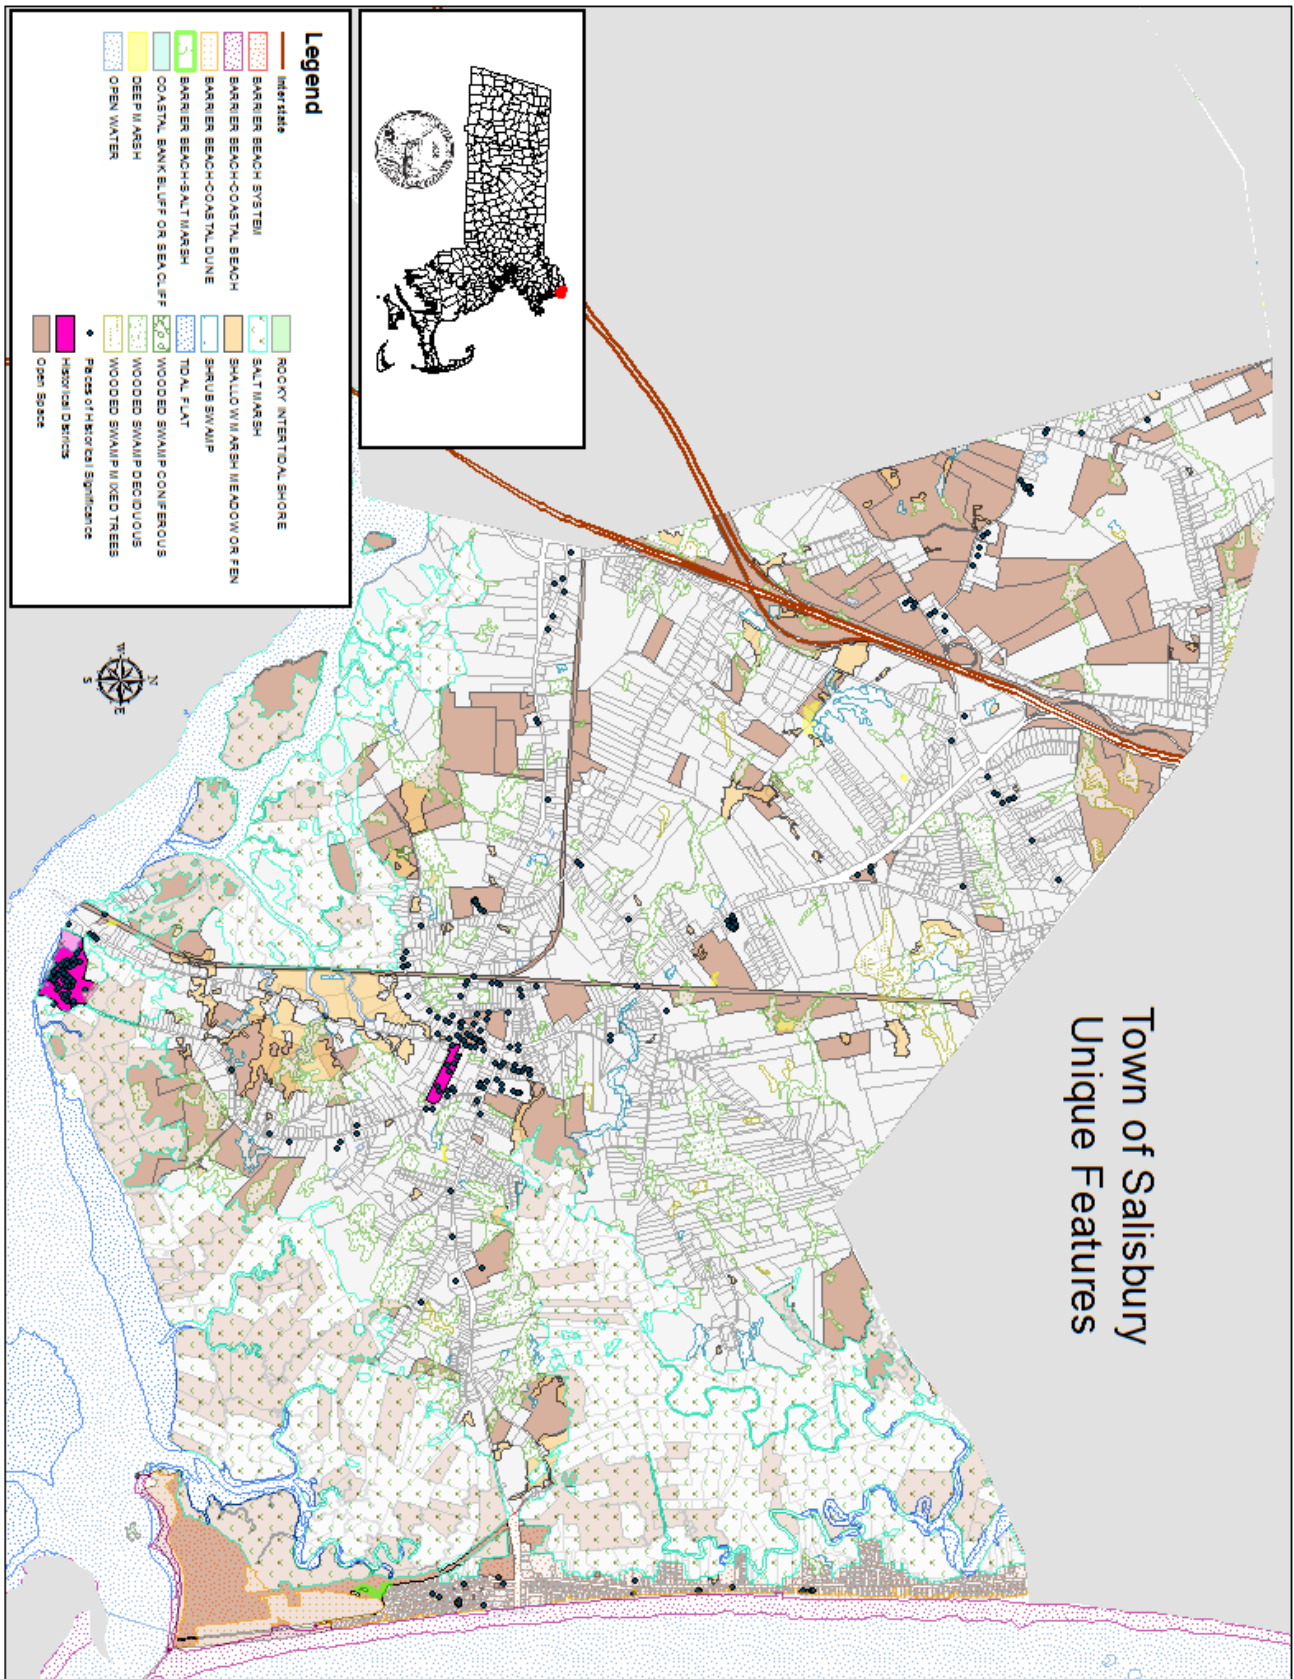 Town of Salisbury
Unique Features
Legend
Interstate
BARRIER BEACH SYSTEM
BARRIER BEACH-COASTAL BEACH
BARRIER BEACH-COASTAL DUNE
BARRIER BEACH-SALT MARSH
COASTAL BANK BLUFF OR SEA CLIFF
DEEP MARSH
OPEN WATER
ROCKY INTERTIDAL SHORE
SALT MARSH
SHALLOW MARSH MEADOW OR FEN
SHRUB SWAMP
TIDAL FLAT
WOODED SWAMP CONIFEROUS
WOODED SWAMP DECIDUOUS
WOODED SWAMP MIXED TREES
Places of Historical Significance
Historical Districts
Open Space
N
W
E
S